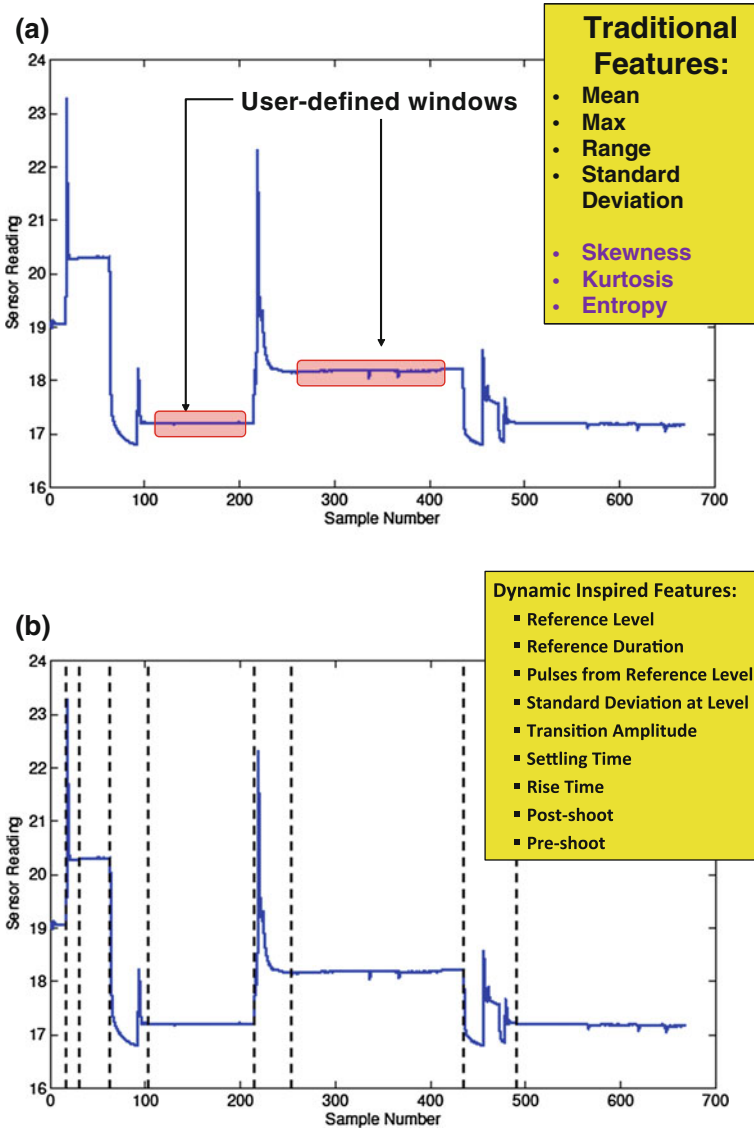 (a)
Traditional
Features:
• Mean
• Max
• Range
• Standard
Deviation
• Skewness
• Kurtosis
• Entropy
User-defined windows
24
23
22
21
20
19
18
17
16
Sensor Reading
0
100
200
300
400
500
600
700
Sample Number
(b)
Dynamic Inspired Features:
▪ Reference Level
▪ Reference Duration
▪ Pulses from Reference Level
▪ Standard Deviation at Level
▪ Transition Amplitude
▪ Settling Time
▪ Rise Time
▪ Post-shoot
▪ Pre-shoot
24
23
22
21
20
19
18
17
16
Sensor Reading
0
100
200
300
400
500
600
700
Sample Number